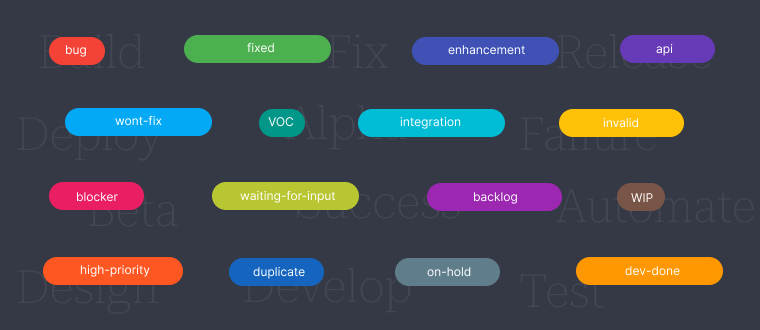 Build Fix Release
bug fixed enhancement api
Deploy Alpha Failure
wont-fix VOC integration invalid
Beta Success Automate
blocker waiting-for-input backlog WIP
Design Develop Test
high-priority duplicate on-hold dev-done